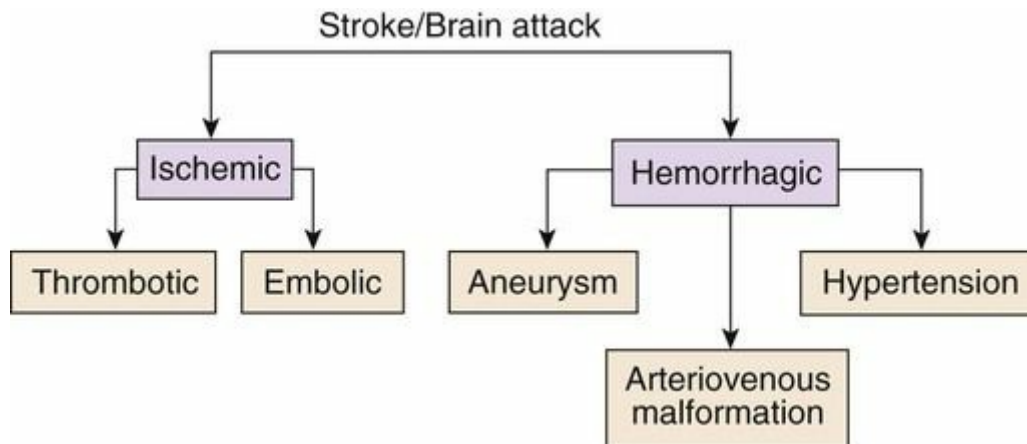 Stroke/Brain attack
Ischemic
Hemorrhagic
Thrombotic
Embolic
Aneurysm
Hypertension
Arteriovenous
malformation